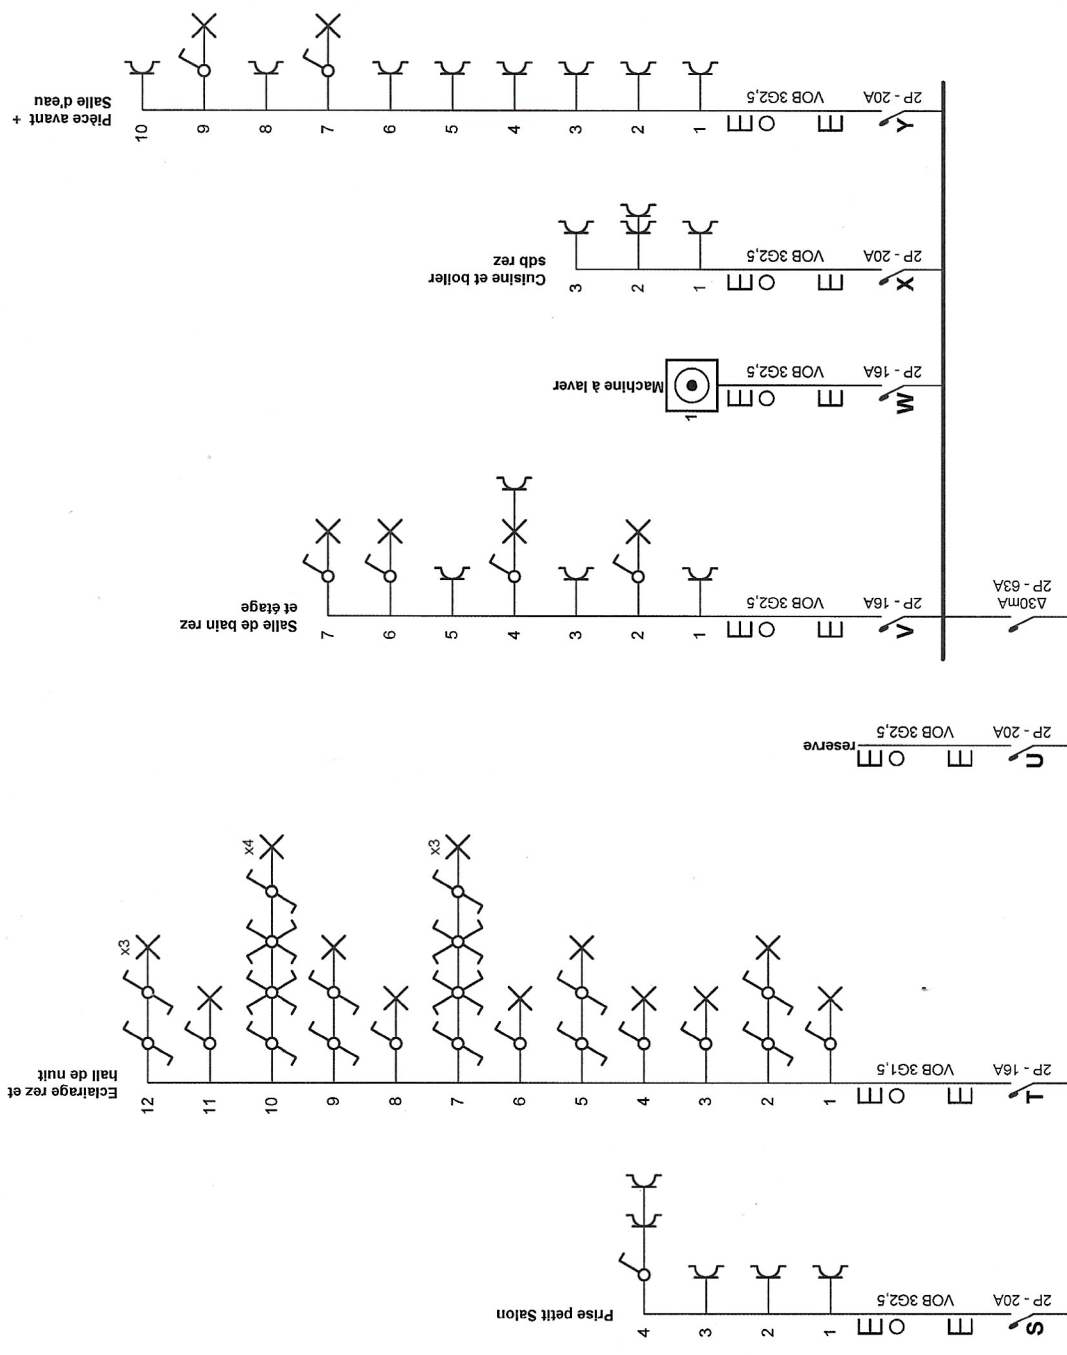 Pièce avant +
Salle d'eau
10
9
8
7
6
5
4
3
2
1
VOB 3G2,5
2P - 20A
Y
Cuisine et boiler
sdb rez
3
2
1
VOB 3G2,5
2P - 20A
X
Machine à laver
1
VOB 3G2,5
2P - 16A
W
Salle de bain rez
et étage
7
6
5
4
3
2
1
VOB 3G2,5
2P - 16A
V
Δ30mA
2P - 63A
reserve
VOB 3G2,5
2P - 20A
U
Eclairage rez et
hall de nuit
x3
x4
x3
12
11
10
9
8
7
6
5
4
3
2
1
VOB 3G1,5
2P - 16A
T
Prise petit Salon
4
3
2
1
VOB 3G2,5
2P - 20A
S